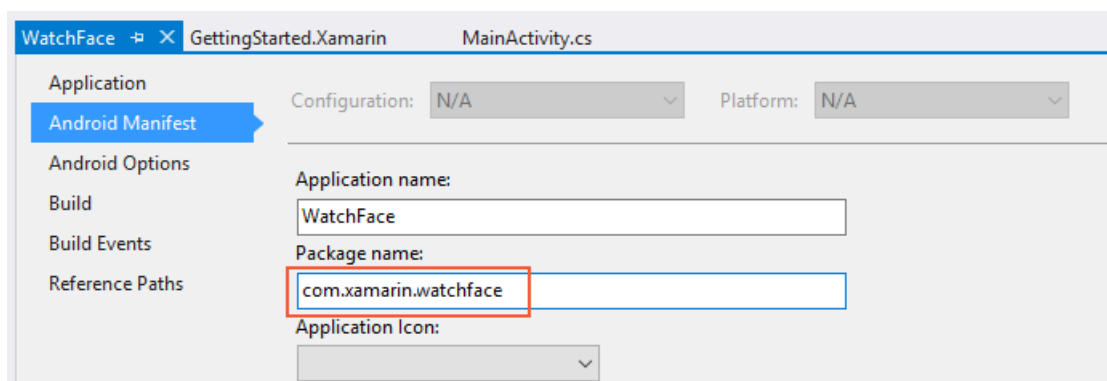 WatchFace GettingStarted.Xamarin MainActivity.cs
Application
Configuration: N/A Platform: N/A
Android Manifest
Android Options
Application name:
Build
WatchFace
Build Events
Package name:
Reference Paths
com.xamarin.watchface
Application Icon: